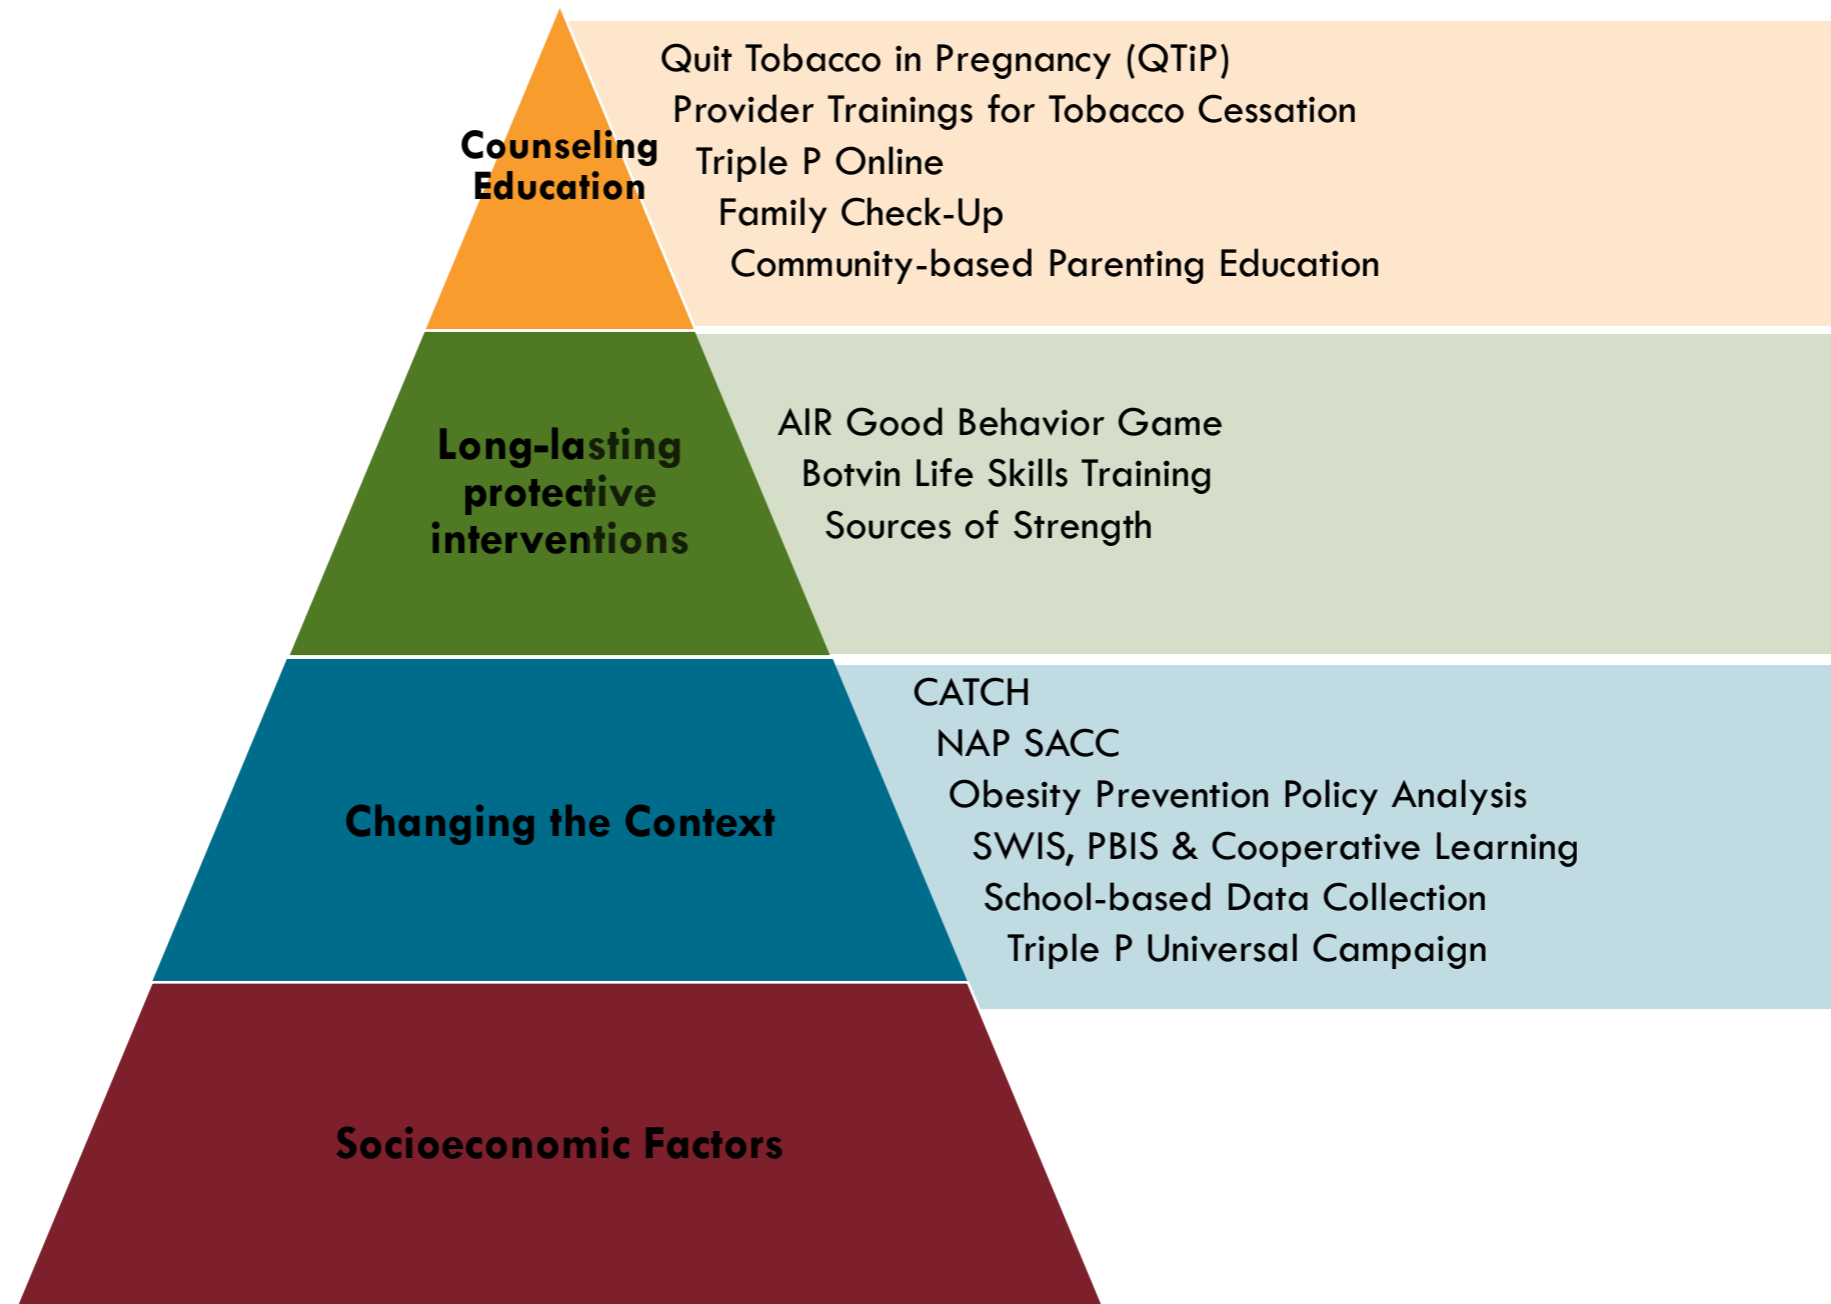 Counseling
Education
Quit Tobacco in Pregnancy (QTiP)
Provider Trainings for Tobacco Cessation
Triple P Online
Family Check-Up
Community-based Parenting Education
Long-lasting
protective
interventions
AIR Good Behavior Game
Botvin Life Skills Training
Sources of Strength
Changing the Context
CATCH
NAP SACC
Obesity Prevention Policy Analysis
SWIS, PBIS & Cooperative Learning
School-based Data Collection
Triple P Universal Campaign
Socioeconomic Factors